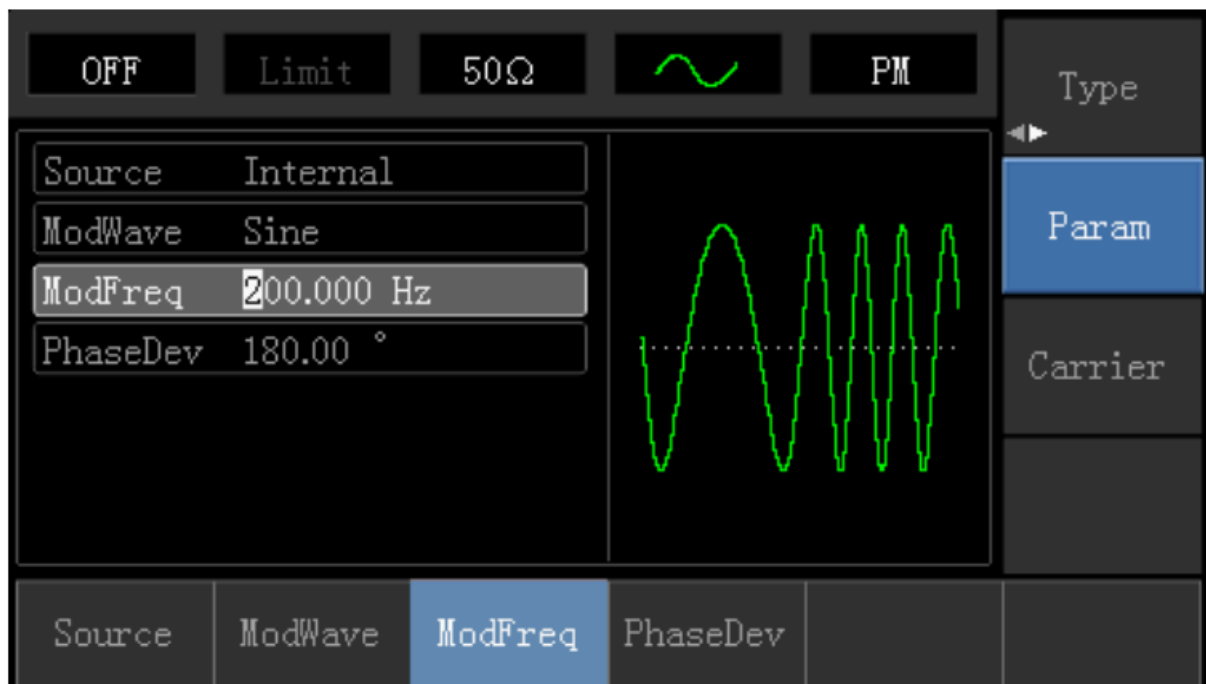 OFF Limit 50Ω PM
Type
Source Internal
ModWave Sine
ModFreq 200.000 Hz
PhaseDev 180.00 °
Param
Carrier
Source ModWave ModFreq PhaseDev